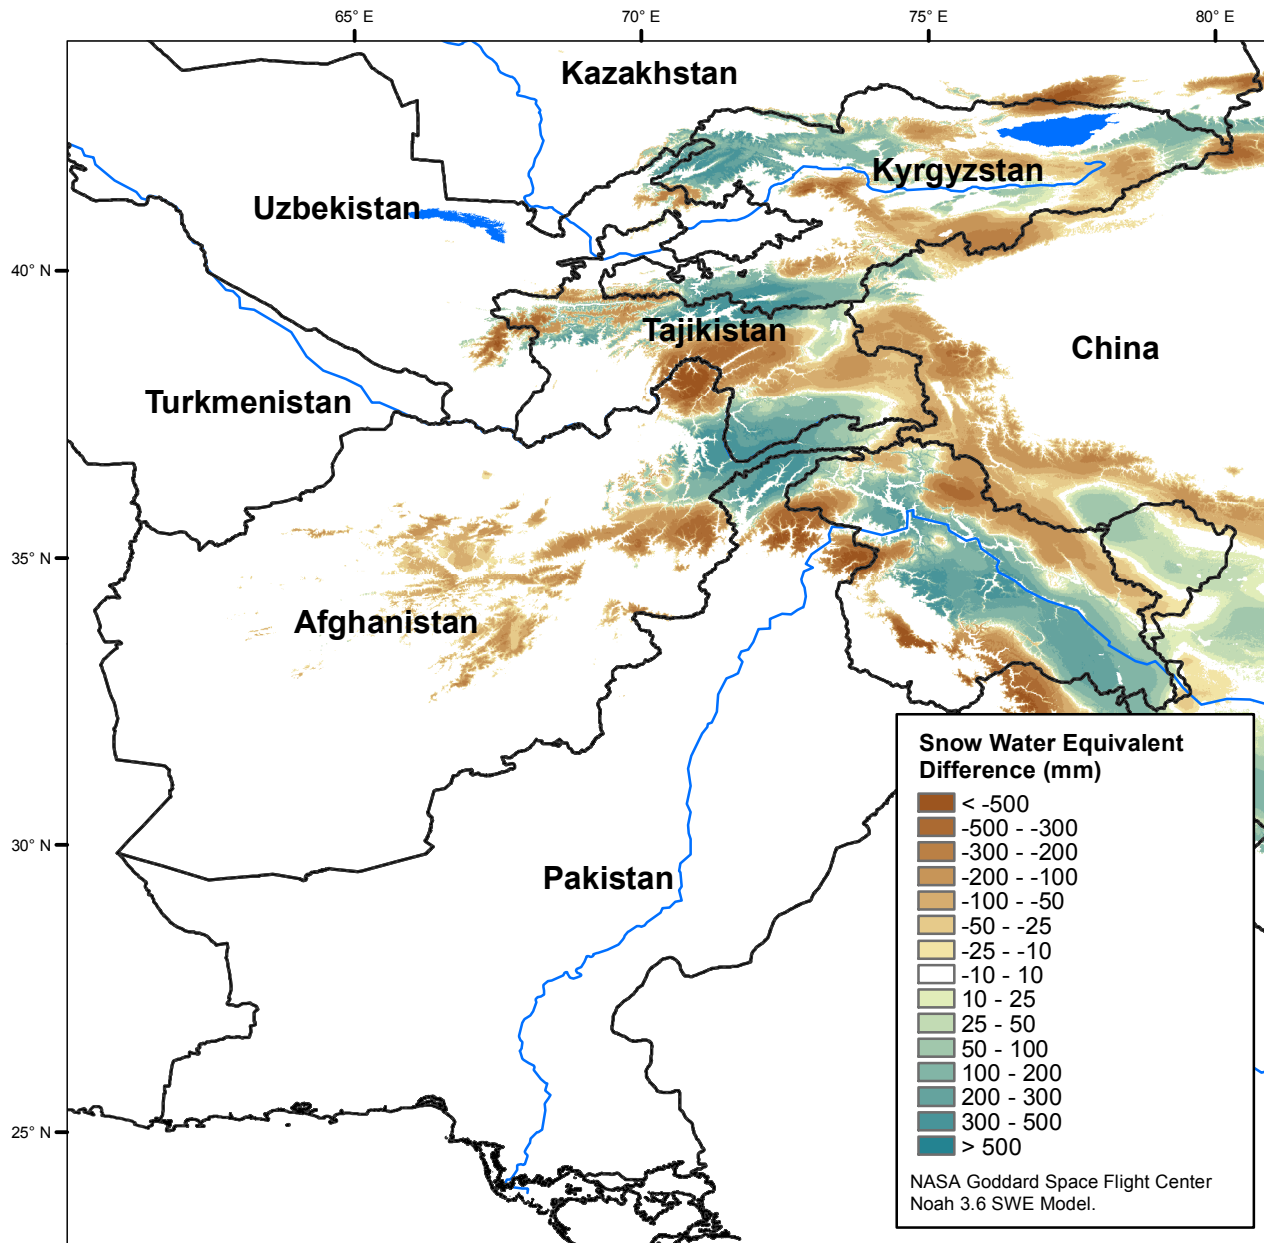 65° E
70° E
75° E
80° E
Kazakhstan
Kyrgyzstan
Uzbekistan
40° N
Tajikistan
China
Turkmenistan
35° N
Afghanistan
30° N
Pakistan
25° N
Snow Water Equivalent
Difference (mm)
< -500
-500 - -300
-300 - -200
-200 - -100
-100 - -50
-50 - -25
-25 - -10
-10 - 10
10 - 25
25 - 50
50 - 100
100 - 200
200 - 300
300 - 500
> 500
NASA Goddard Space Flight Center
Noah 3.6 SWE Model.